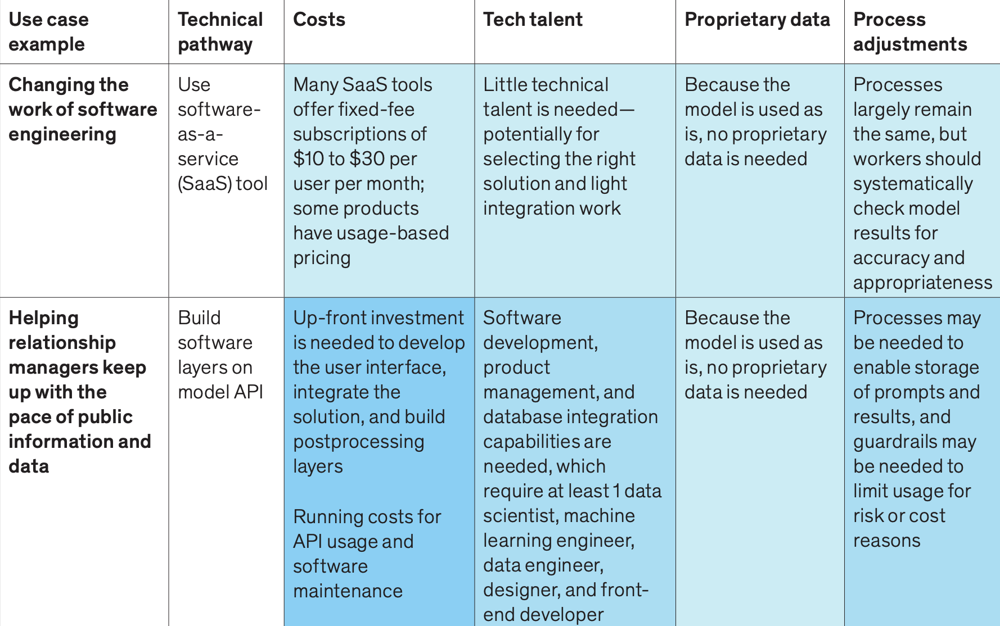 Use case
example
Technical
pathway
Costs
Tech talent
Proprietary data
Process
adjustments
Changing the
work of software
engineering
Use
software-
as-a-
service
(SaaS) tool
Many SaaS tools
offer fixed-fee
subscriptions of
$10 to $30 per
user per month;
some products
have usage-based
pricing
Little technical
talent is needed—
potentially for
selecting the right
solution and light
integration work
Because the
model is used as
is, no proprietary
data is needed
Processes
largely remain
the same, but
workers should
systematically
check model
results for
accuracy and
appropriateness
Helping
relationship
managers keep
up with the
pace of public
information and
data
Build
software
layers on
model API
Up-front investment
is needed to develop
the user interface,
integrate the
solution, and build
postprocessing
layers
Running costs for
API usage and
software
maintenance
Software
development,
product
management, and
database integration
capabilities are
needed, which
require at least 1 data
scientist, machine
learning engineer,
data engineer,
designer, and front-
end developer
Because the
model is used as
is, no proprietary
data is needed
Processes may
be needed to
enable storage
of prompts and
results, and
guardrails may
be needed to
limit usage for
risk or cost
reasons